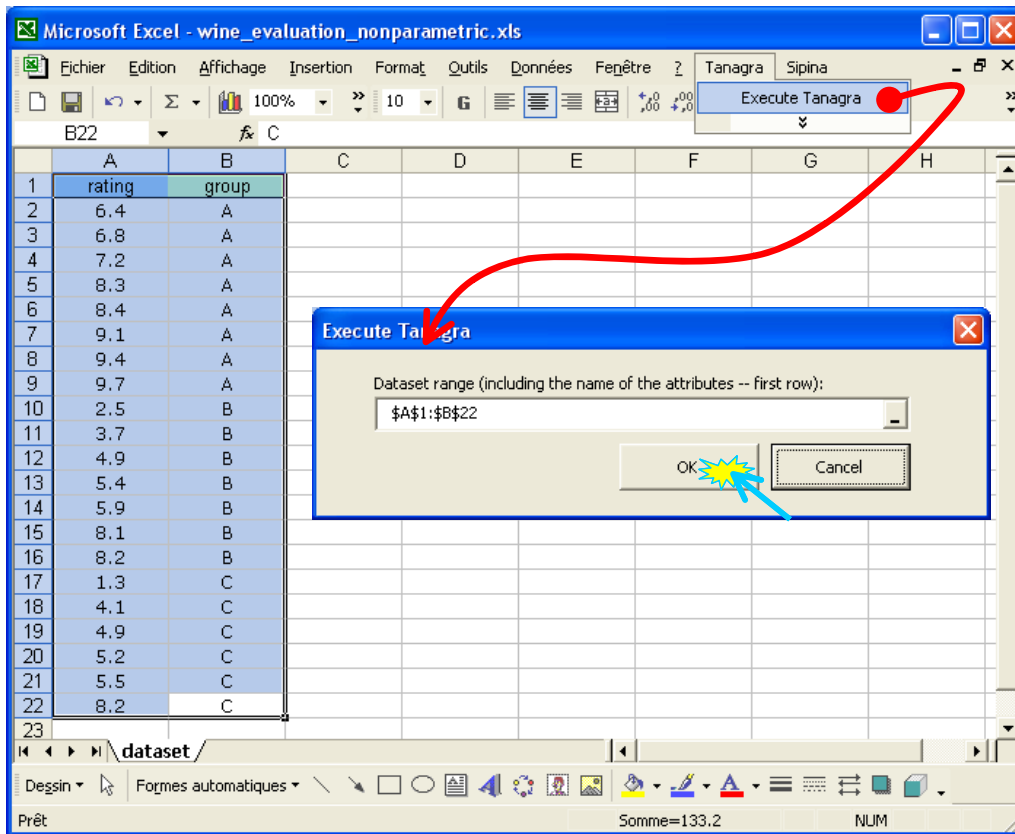 Microsoft Excel - wine_evaluation_nonparametric.xls
Fichier Edition Affichage Insertion Format Outils Données Fenêtre ? Tanagra Sipina
100% 10 G Execute Tanagra
B22 fx C
A B C D E F G H
1 rating group
2 6.4 A
3 6.8 A
4 7.2 A
5 8.3 A
6 8.4 A
7 9.1 A
8 9.4 A
9 9.7 A
10 2.5 B
11 3.7 B
12 4.9 B
13 5.4 B
14 5.9 B
15 8.1 B
16 8.2 B
17 1.3 C
18 4.1 C
19 4.9 C
20 5.2 C
21 5.5 C
22 8.2 C
23
Execute Tanagra
Dataset range (including the name of the attributes -- first row):
$A$1:$B$22
OK Cancel
dataset
Dessin Formes automatiques
Prêt Somme=133.2 NUM